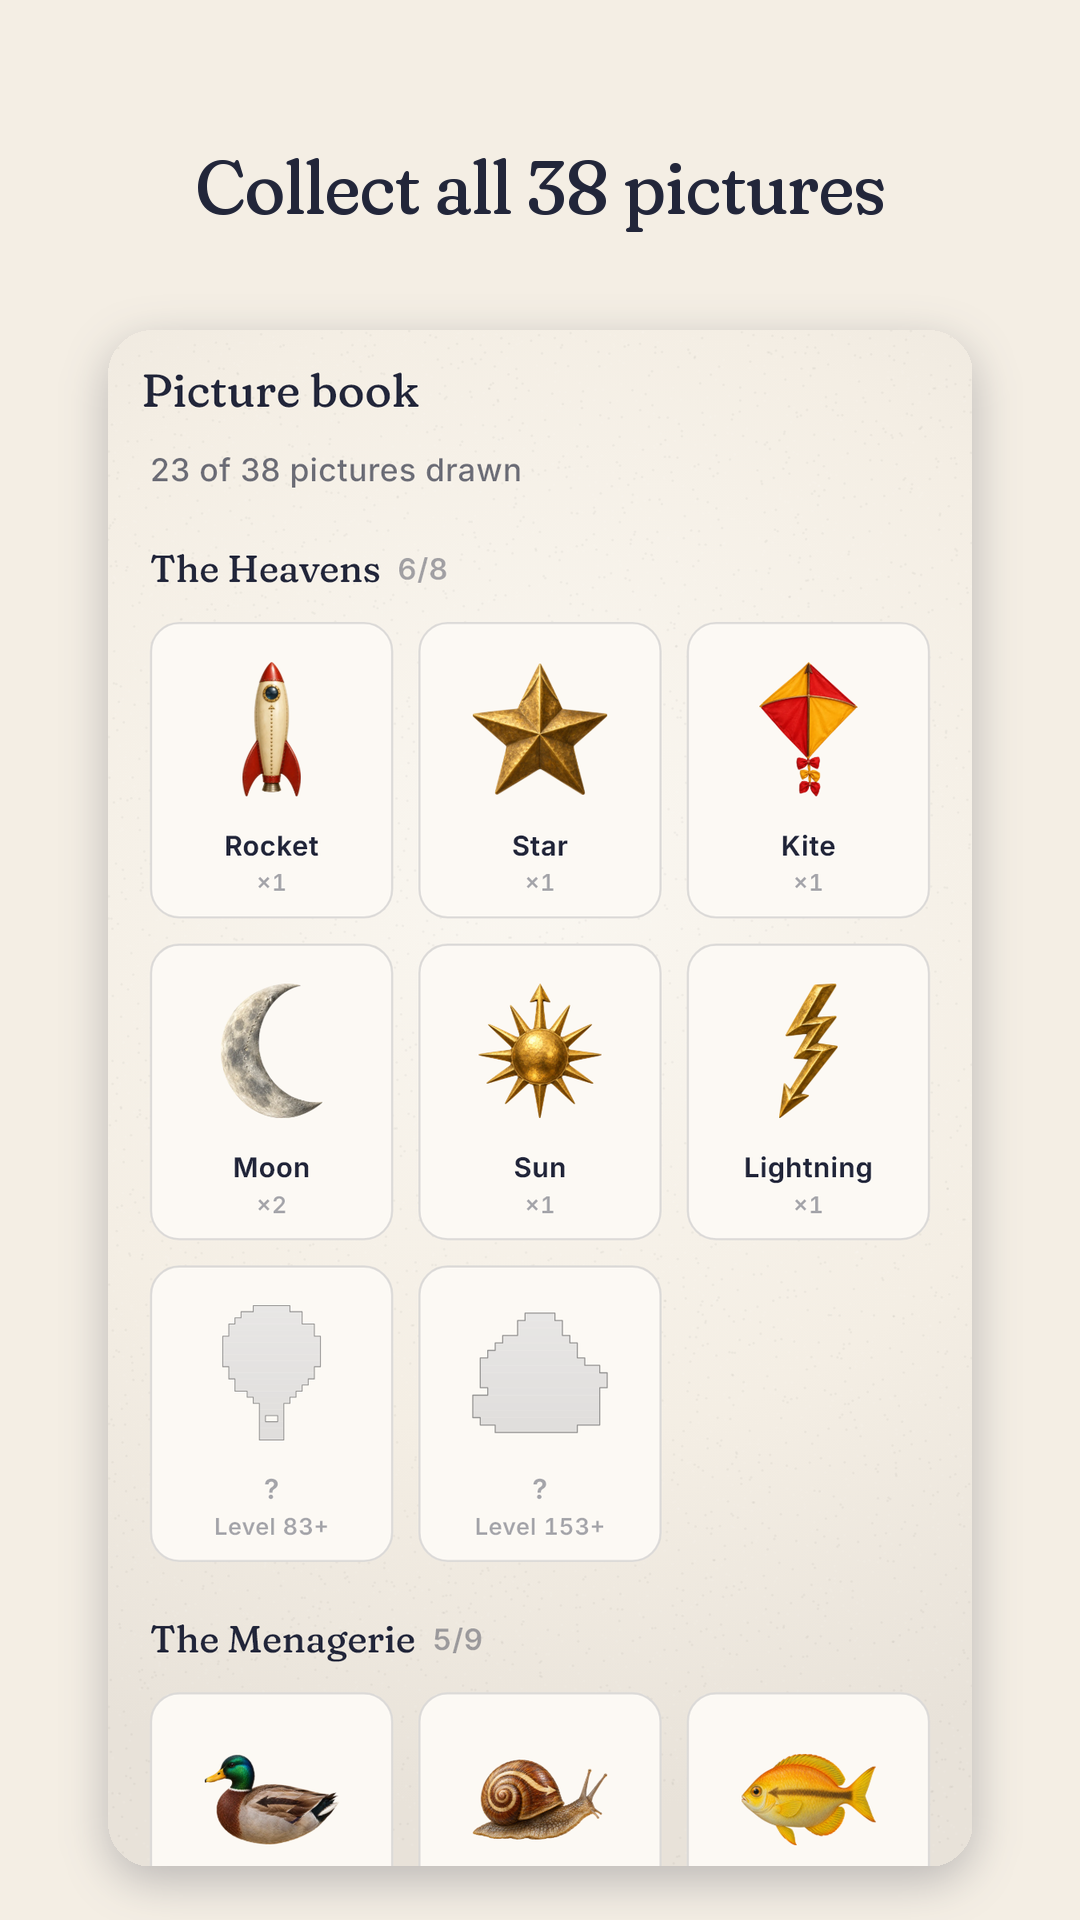 Collect all 38 pictures
Picture book
23 of 38 pictures drawn
The Heavens 6/8
Rocket Star Kite
×1 ×1 ×1
Moon Sun Lightning
×2 ×1 ×1
? ?
Level 83+ Level 153+
The Menagerie 5/9